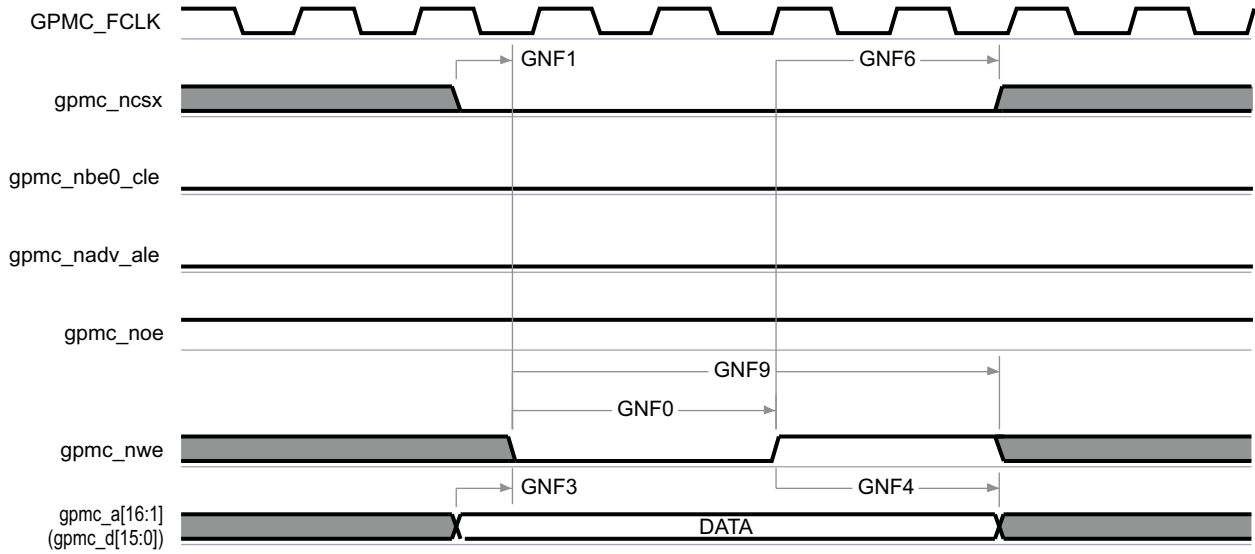 GPMC_FCLK
GNF1
GNF6
gpmc_ncsx
gpmc_nbe0_cle
gpmc_nadv_ale
gpmc_noe
GNF9
GNF0
gpmc_nwe
GNF3
GNF4
gpmc_a[16:1]
(gpmc_d[15:0])
DATA